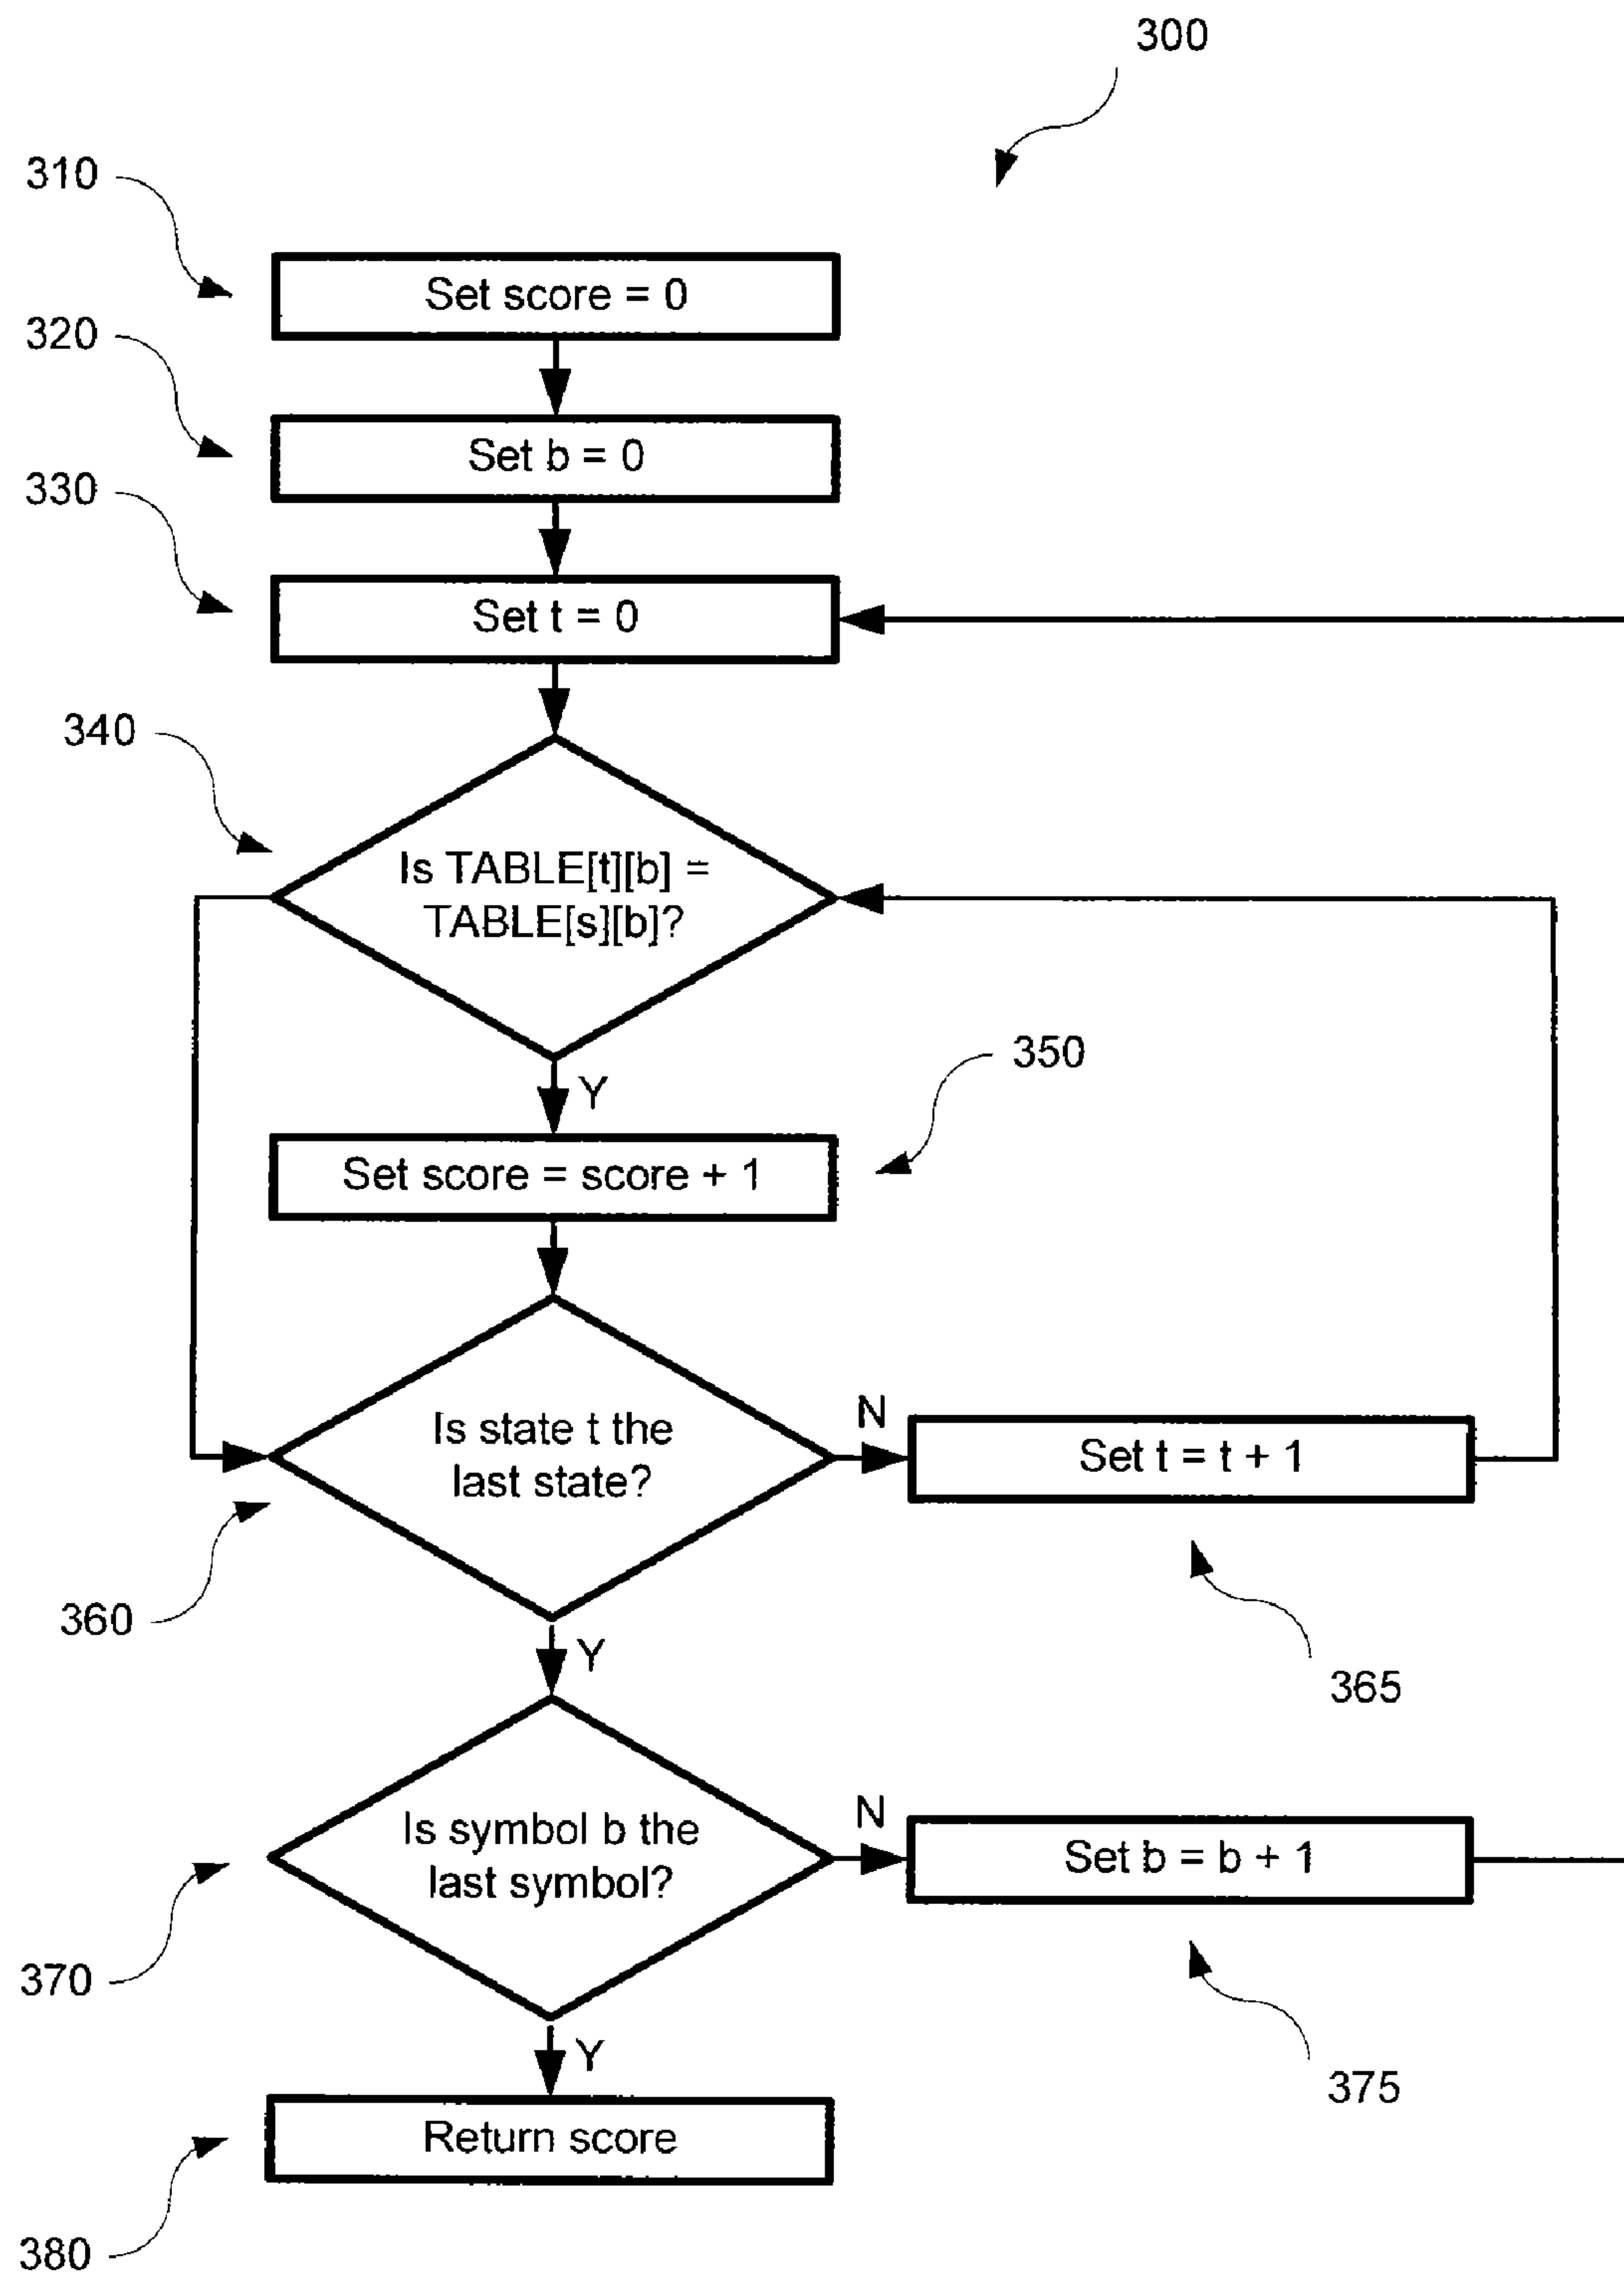 300
310
Set score = 0
320
Set b = 0
330
Set t = 0
340
Is TABLE[t][b] =
TABLE[s][b]?
350
Y
Set score = score + 1
N
Is state t the
last state?
Set t = t + 1
360
Y
365
N
Is symbol b the
last symbol?
Set b = b + 1
370
Y
375
Return score
380